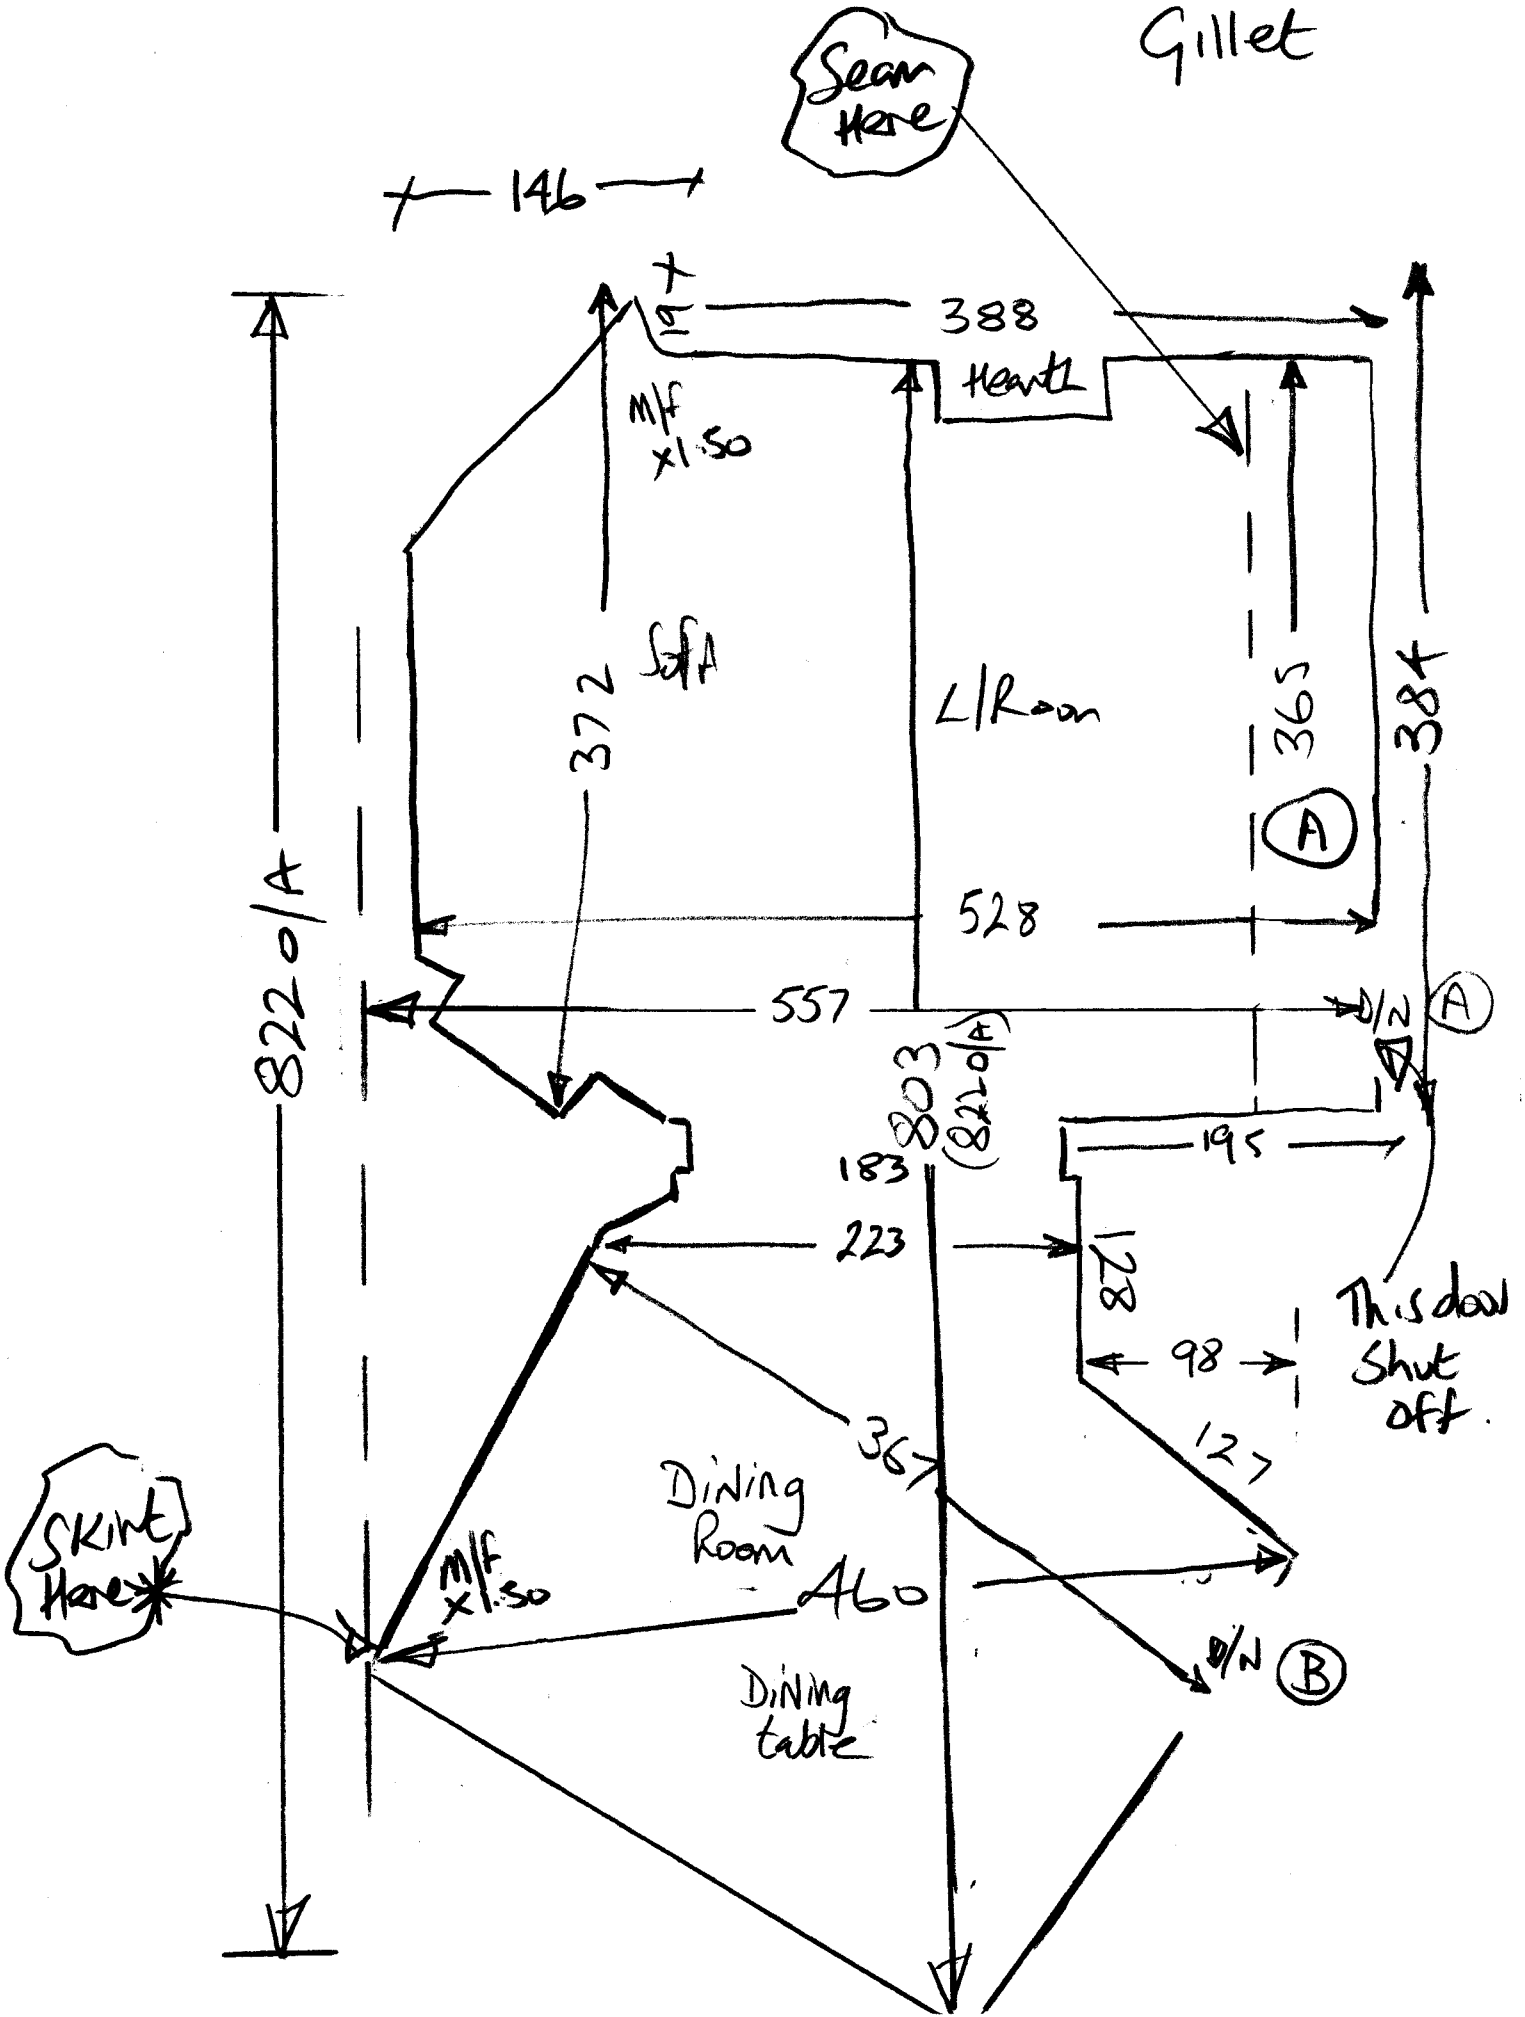 Gillet
Seam
Here
146
19
388
Hearth
M/f
x1.50
Sofa
372
L/Room
365
384
A
528
557
D/N
A
822 O/A
803
(822 O/A)
183
195
223
128
This door
Shut
off.
98
127
367
Dining
Room
M/f
x1.50
460
Skirt
Here
D/N
B
Dining
table